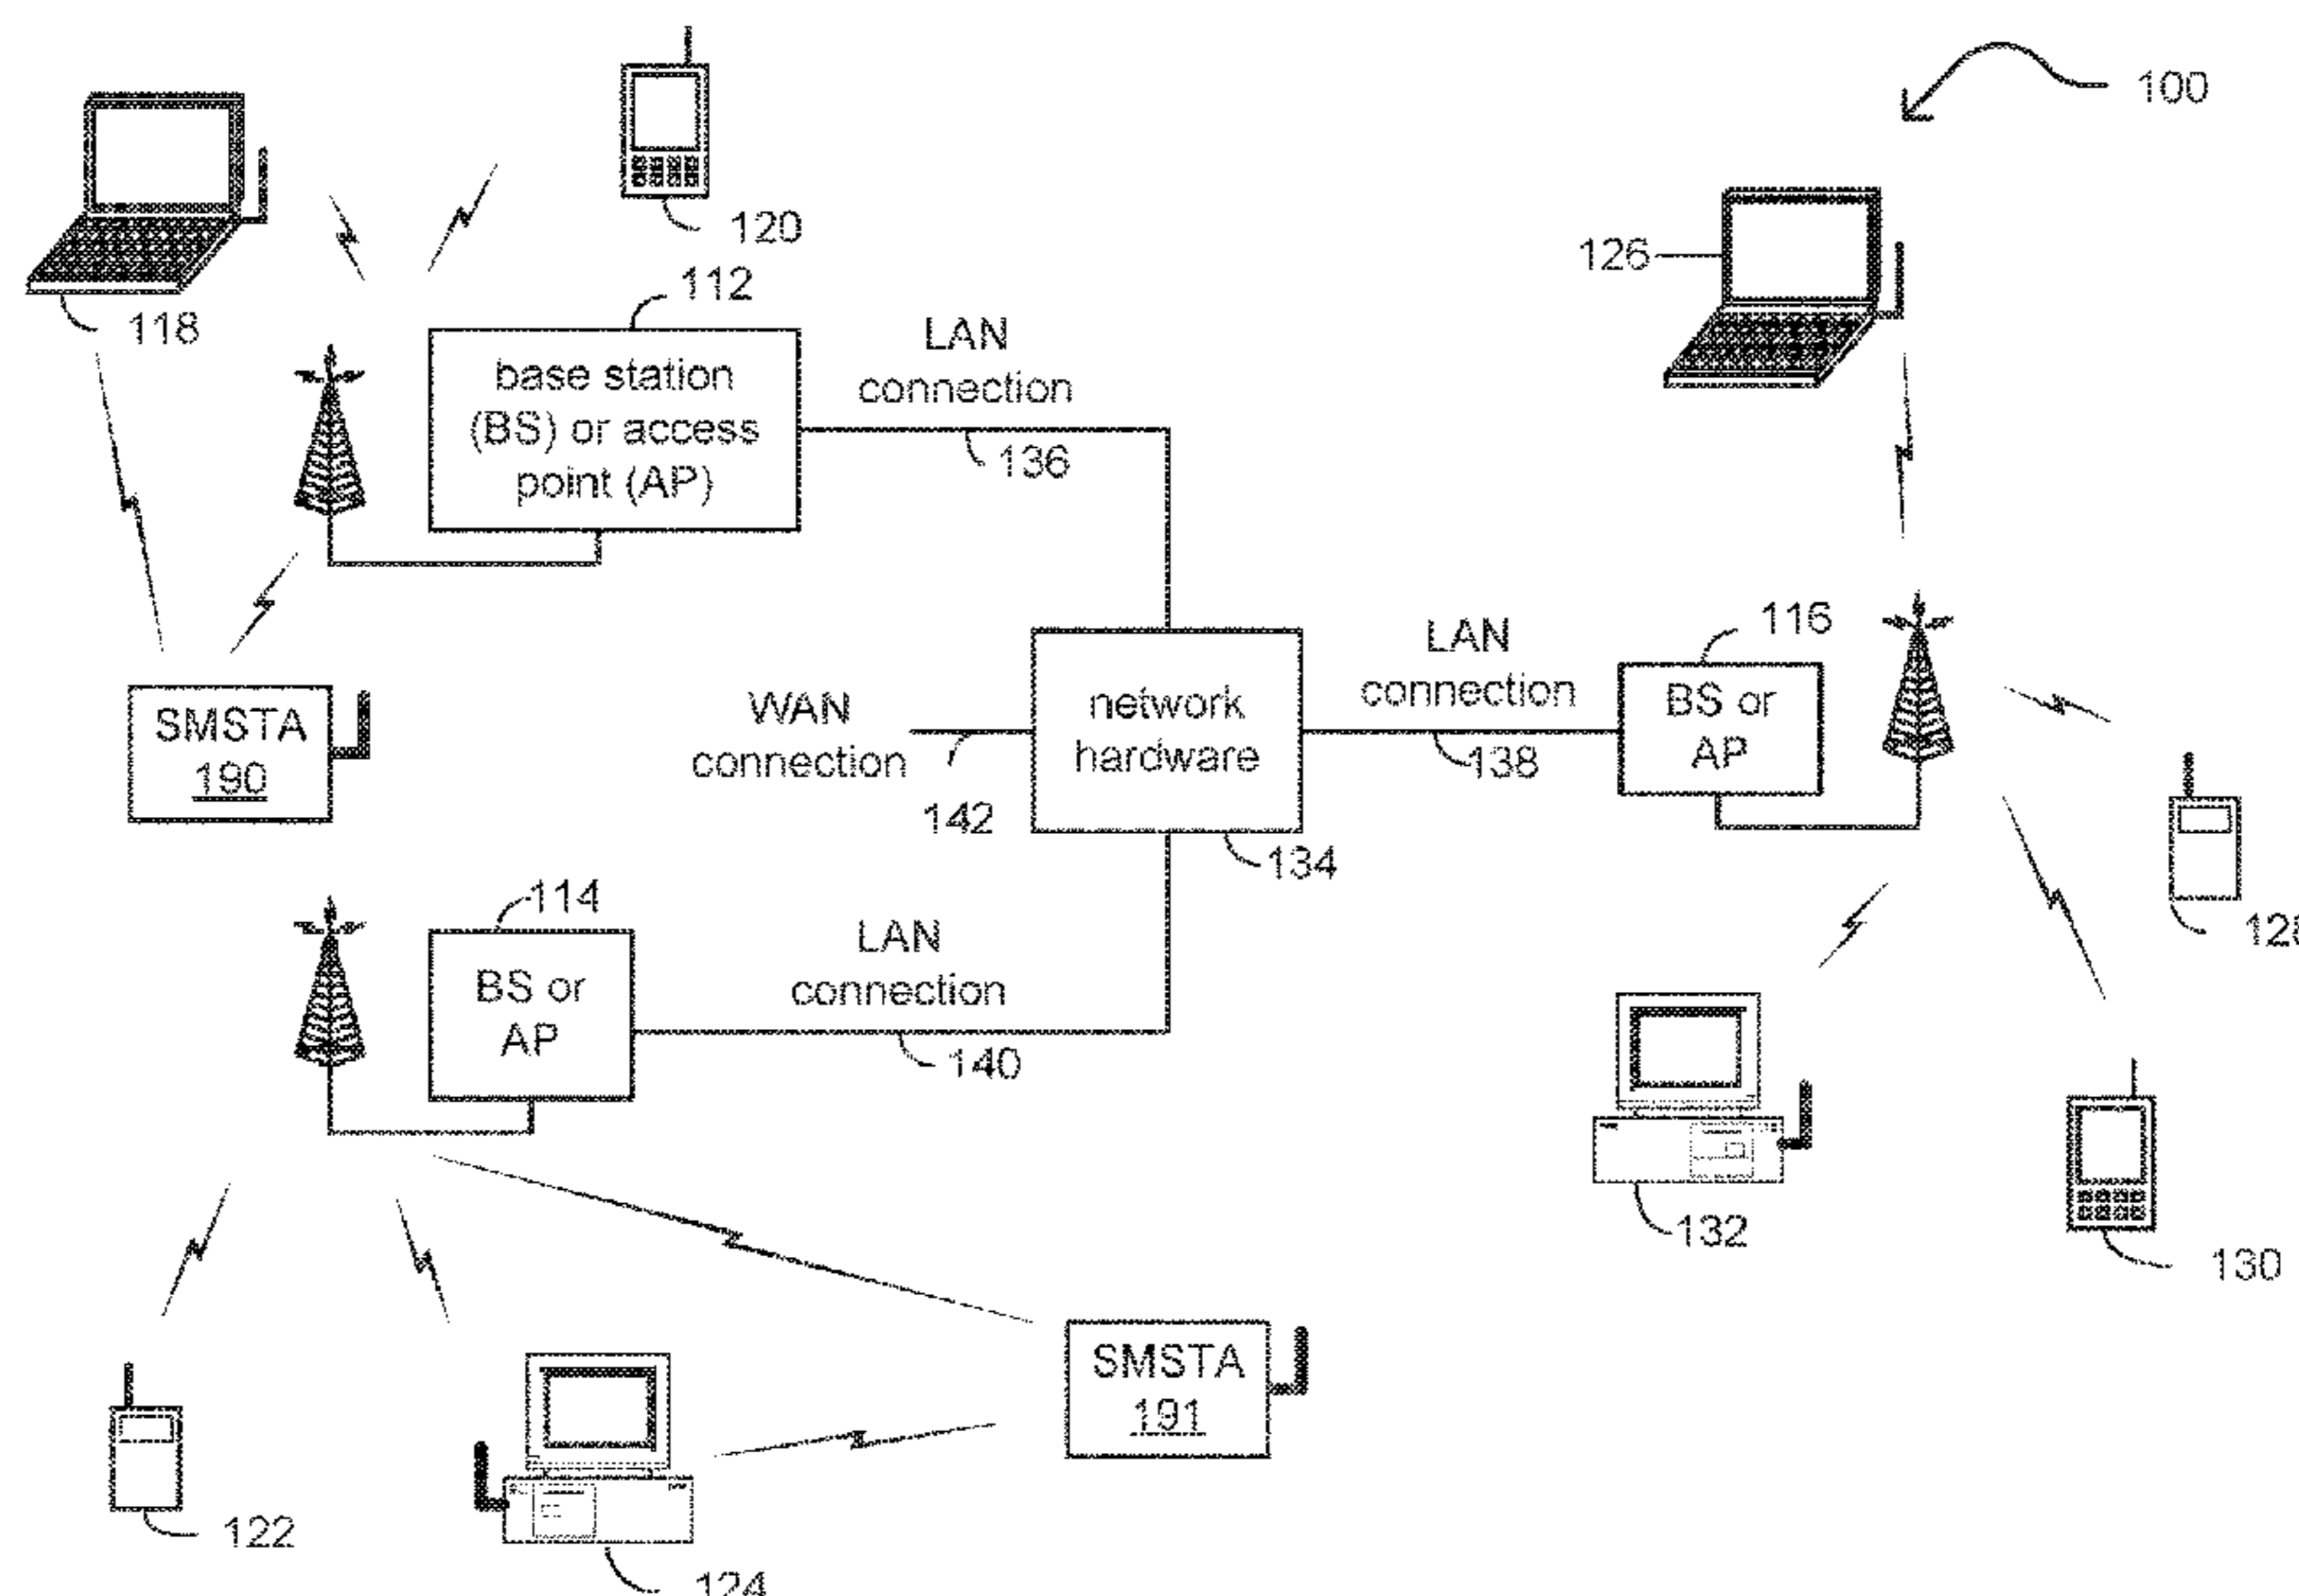 100
120
126
118
112
base station
(BS) or access
point (AP)
LAN
connection
136
SMSTA
190
WAN
connection
142
network
hardware
134
LAN
connection
138
116
BS or
AP
128
114
BS or
AP
LAN
connection
140
132
130
SMSTA
191
122
124